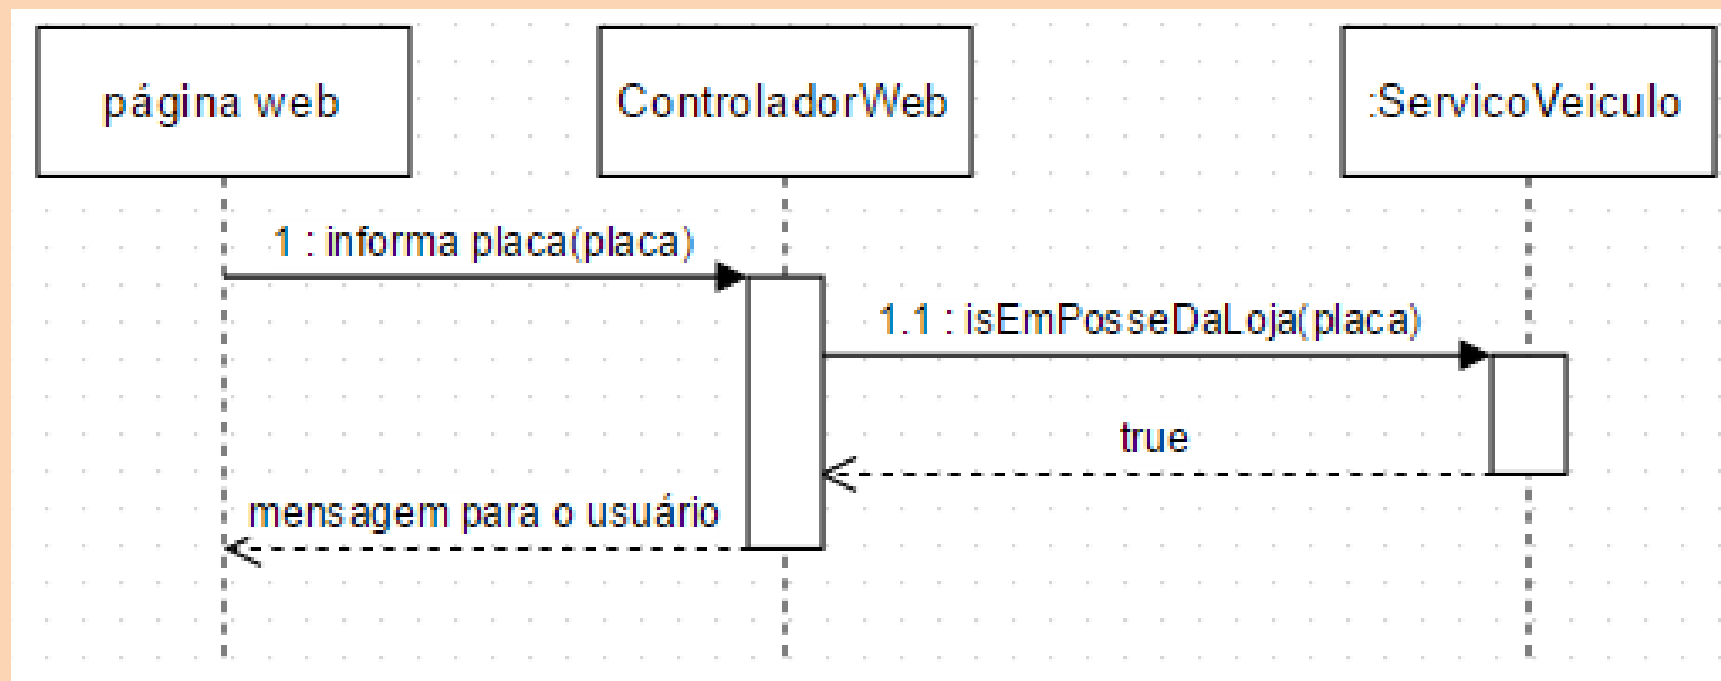 página web
ControladorWeb
:ServicoVeiculo
1 : informa placa(placa)
1.1 : isEmPosseDaLoja(placa)
true
mensagem para o usuário